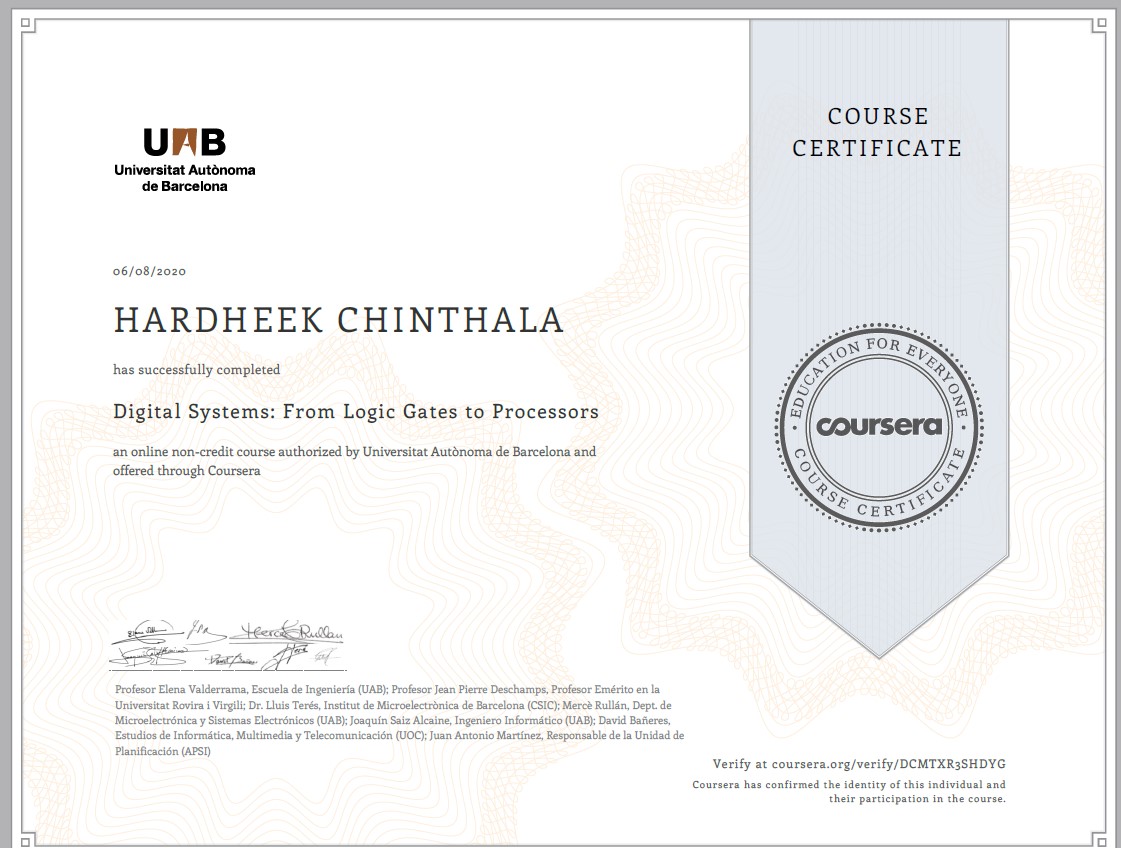 UAB
Universitat Autònoma
de Barcelona
COURSE
CERTIFICATE
06/08/2020
HARDHEEK CHINTHALA
has successfully completed
Digital Systems: From Logic Gates to Processors
an online non-credit course authorized by Universitat Autònoma de Barcelona and
offered through Coursera
EDUCATION FOR EVERYONE
coursera
COURSE CERTIFICATE
Mercè Rullan
Profesor Elena Valderrama, Escuela de Ingeniería (UAB); Profesor Jean Pierre Deschamps, Profesor Emérito en la
Universitat Rovira i Virgili; Dr. Lluis Terés, Institut de Microelectrònica de Barcelona (CSIC); Mercè Rullán, Dept. de
Microelectrónica y Sistemas Electrónicos (UAB); Joaquín Saiz Alcaine, Ingeniero Informático (UAB); David Bañeres,
Estudios de Informática, Multimedia y Telecomunicación (UOC); Juan Antonio Martínez, Responsable de la Unidad de
Planificación (APSI)
Verify at coursera.org/verify/DCMTXR3SHDYG
Coursera has confirmed the identity of this individual and
their participation in the course.